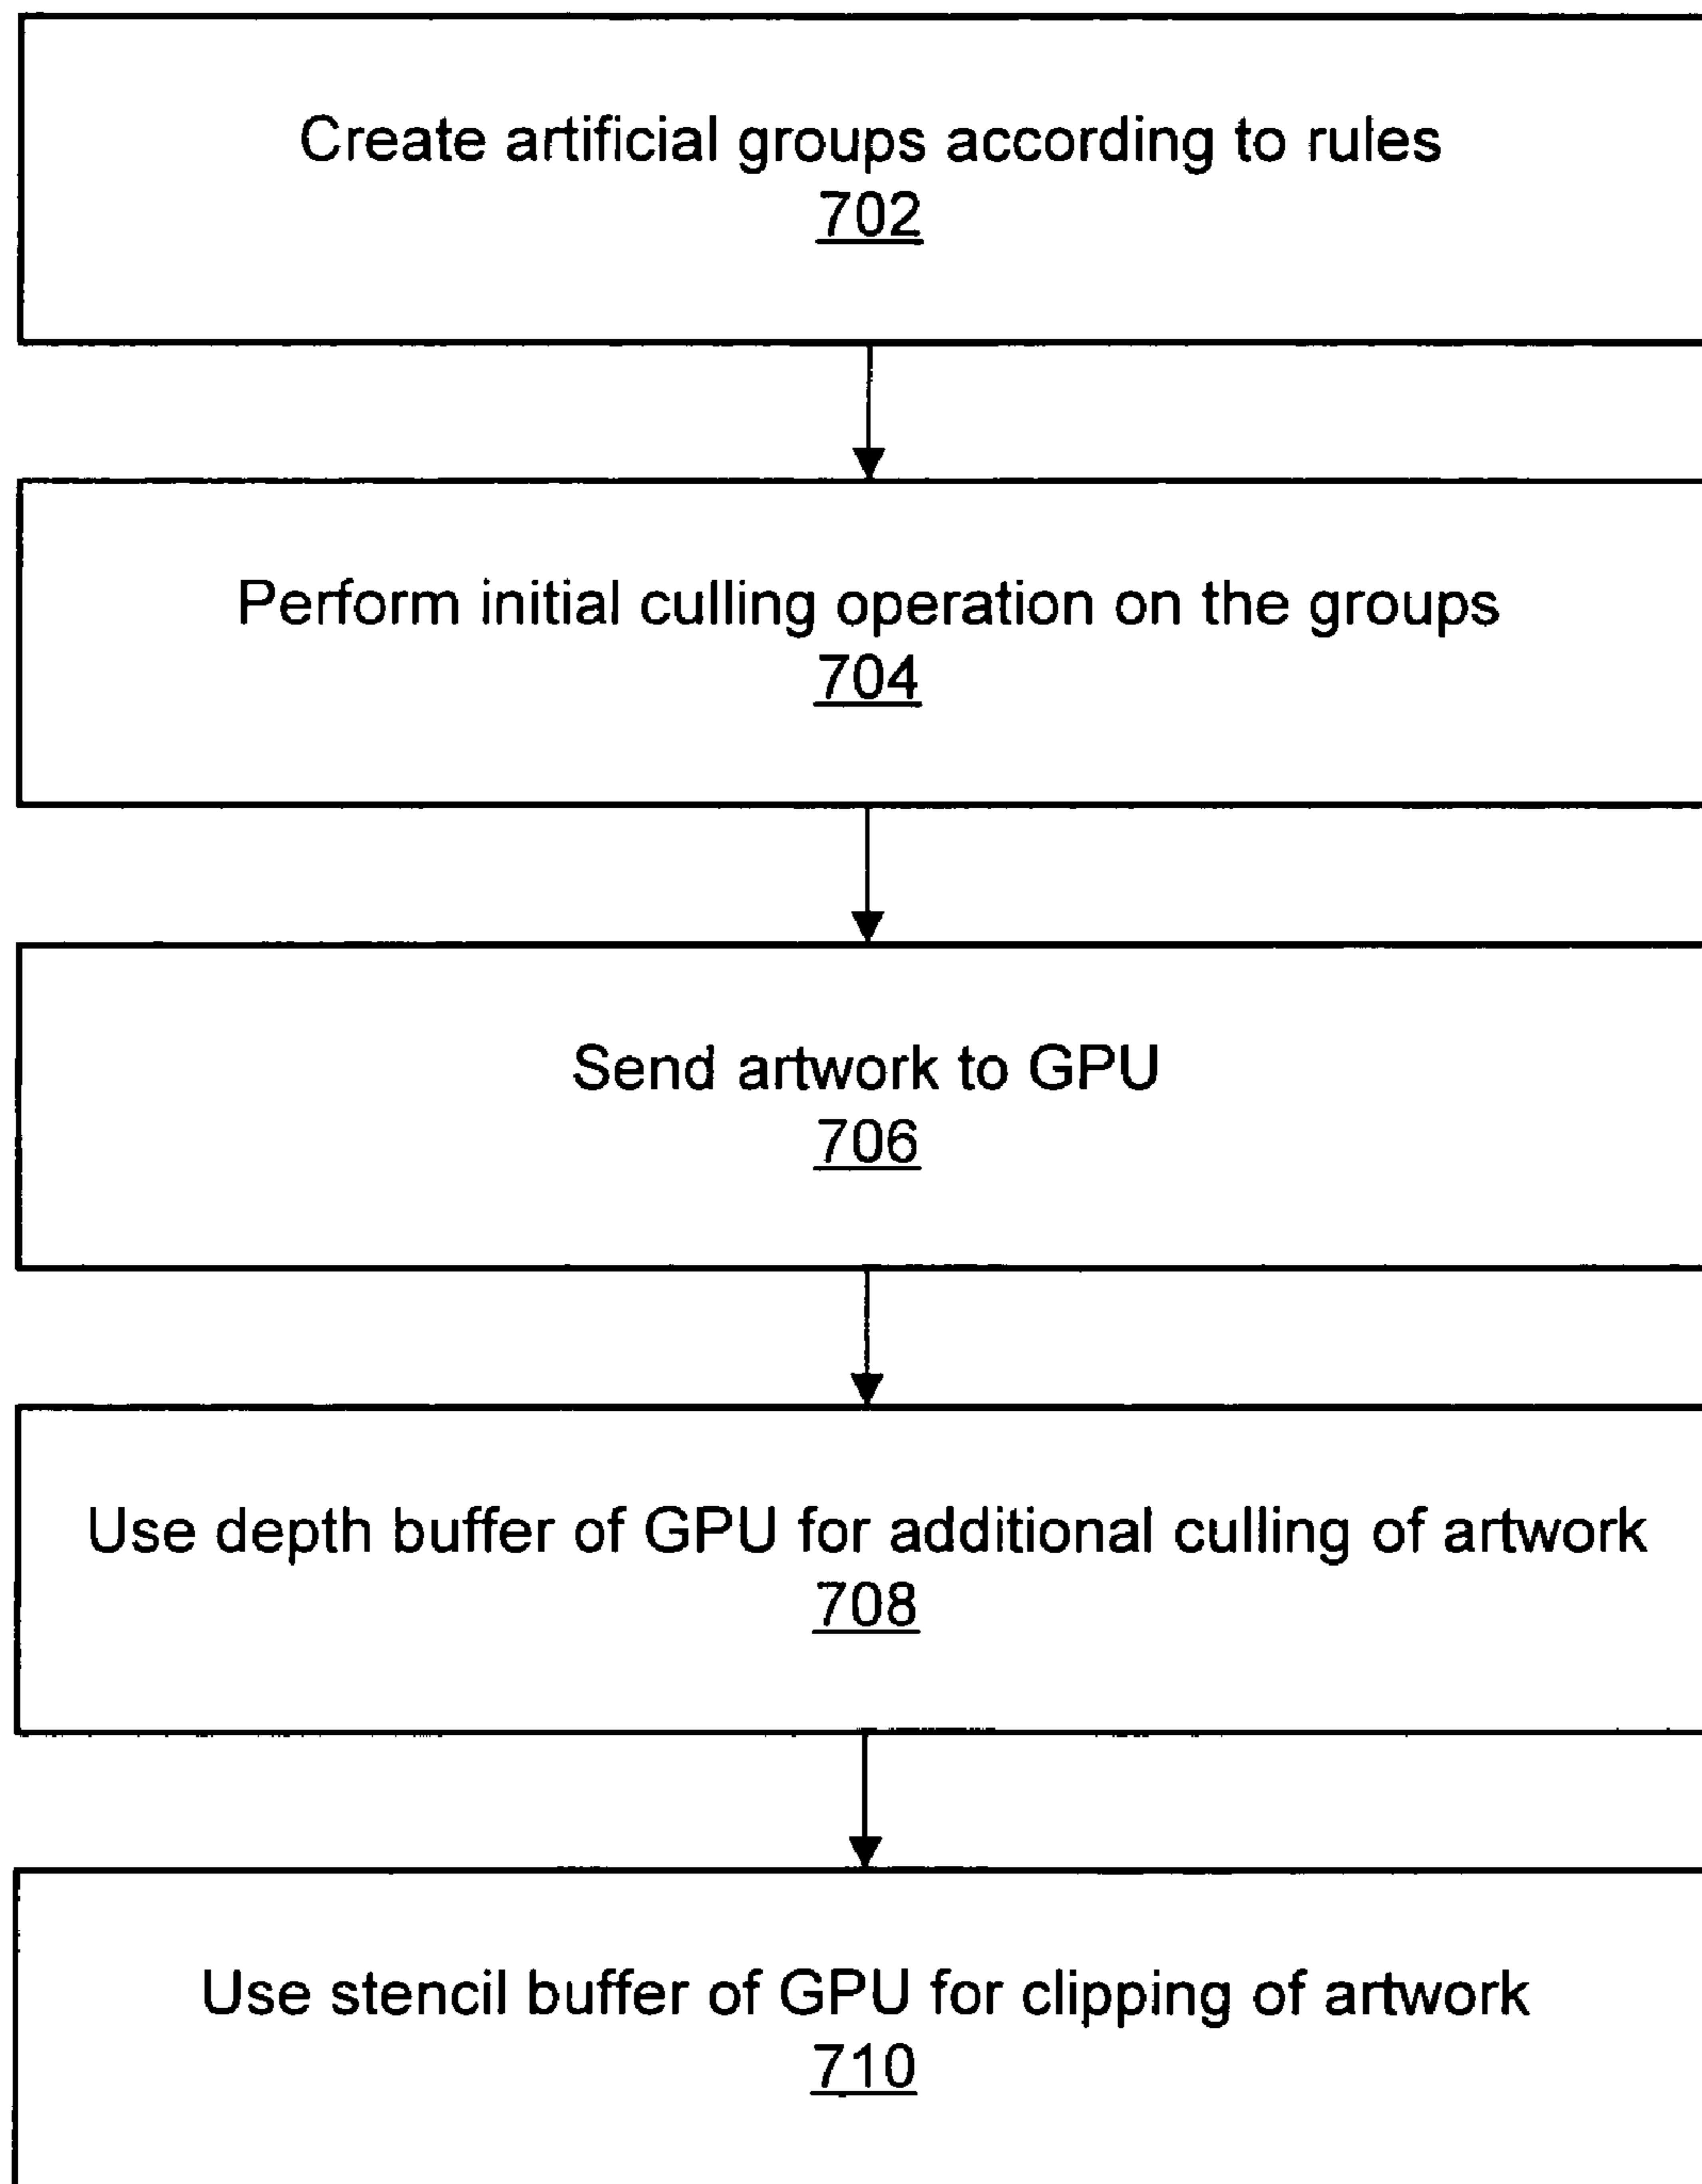 Create artificial groups according to rules
702
Perform initial culling operation on the groups
704
Send artwork to GPU
706
Use depth buffer of GPU for additional culling of artwork
708
Use stencil buffer of GPU for clipping of artwork
710